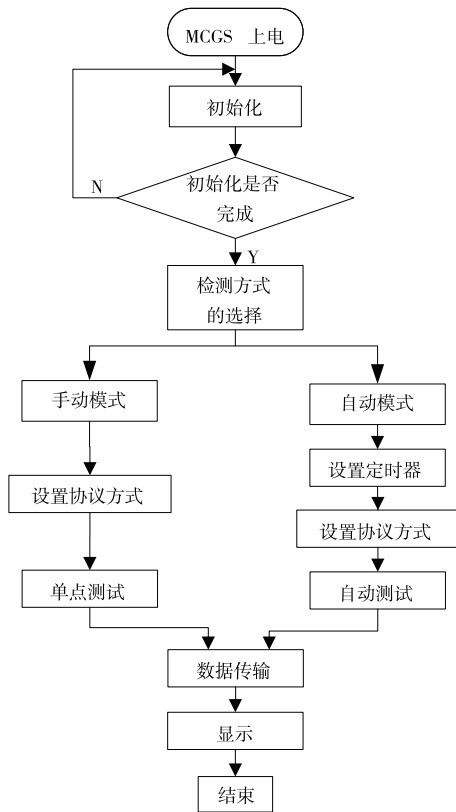 MCGS 上电
初始化
初始化是否
完成
N
Y
检测方式
的选择
手动模式
自动模式
设置定时器
设置协议方式
设置协议方式
单点测试
自动测试
数据传输
显示
结束